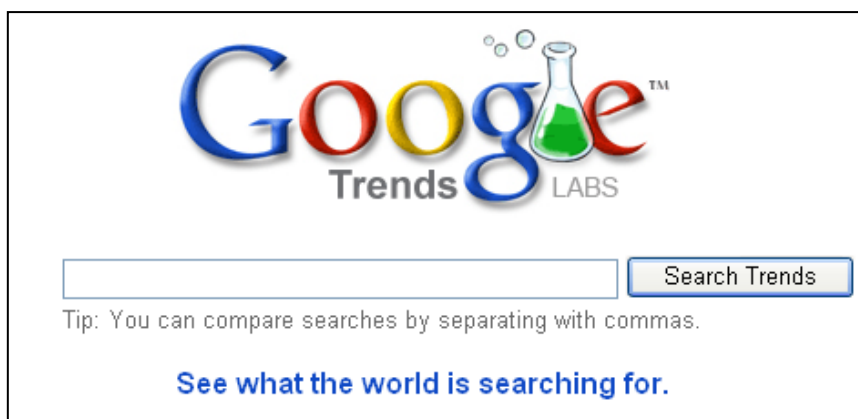 Google™
Trends LABS
Search Trends
Tip: You can compare searches by separating with commas.
See what the world is searching for.